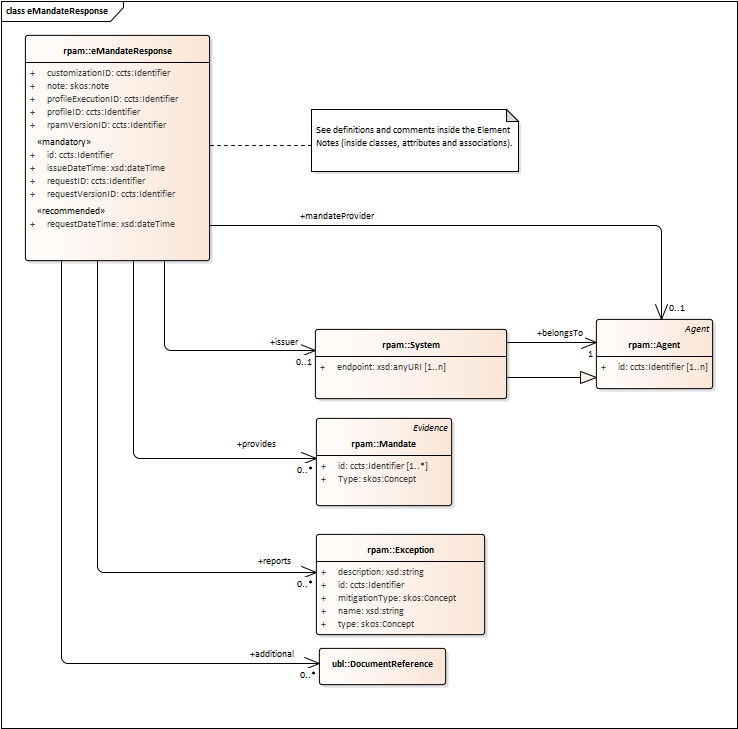 class eMandateResponse
rpam::eMandateResponse
+ customizationID: ccts:Identifier
+ note: skos:note
+ profileExecutionID: ccts:Identifier
+ profileID: ccts:Identifier
+ rpamVersionID: ccts:Identifier
«mandatory»
+ id: ccts:Identifier
+ issueDateTime: xsd:dateTime
+ requestID: ccts:Identifier
+ requestVersionID: ccts:Identifier
«recommended»
+ requestDateTime: xsd:dateTime
See definitions and comments inside the Element
Notes (inside classes, attributes and associations).
+mandateProvider
0..1
+issuer
0..1
rpam::System
+ endpoint: xsd:anyURI [1..n]
+belongsTo
1
Agent
rpam::Agent
+ id: ccts:Identifier [1..n]
+provides
0..*
Evidence
rpam::Mandate
+ id: ccts:Identifier [1..*]
+ Type: skos:Concept
+reports
0..*
rpam::Exception
+ description: xsd:string
+ id: ccts:Identifier
+ mitigationType: skos:Concept
+ name: xsd:string
+ type: skos:Concept
+additional
0..*
ubl::DocumentReference